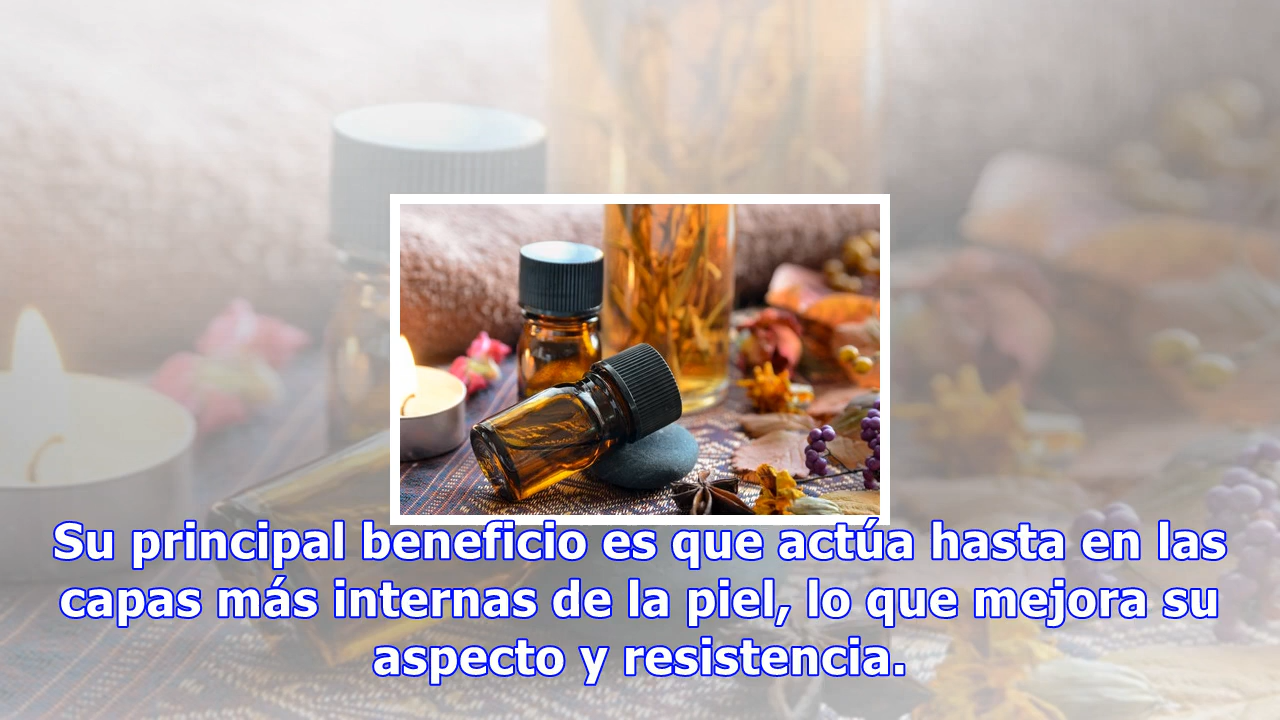 Su principal beneficio es que actúa hasta en las
capas más internas de la piel, lo que mejora su
aspecto y resistencia.